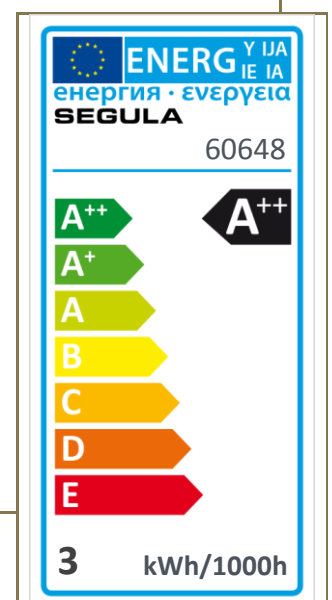 ENERG Y IJA
IE IA
енергия · ενεργεια
SEGULA
60648
A++
A++
A+
A
B
C
D
E
3 kWh/1000h